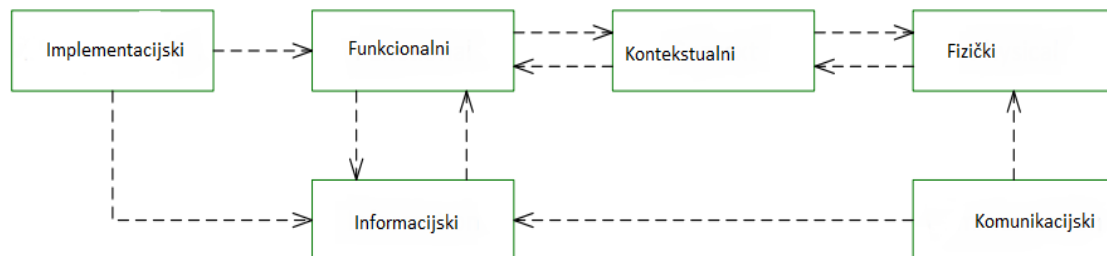 Implementacijski
Funkcionalni
Kontekstualni
Fizički
Informacijski
Komunikacijski